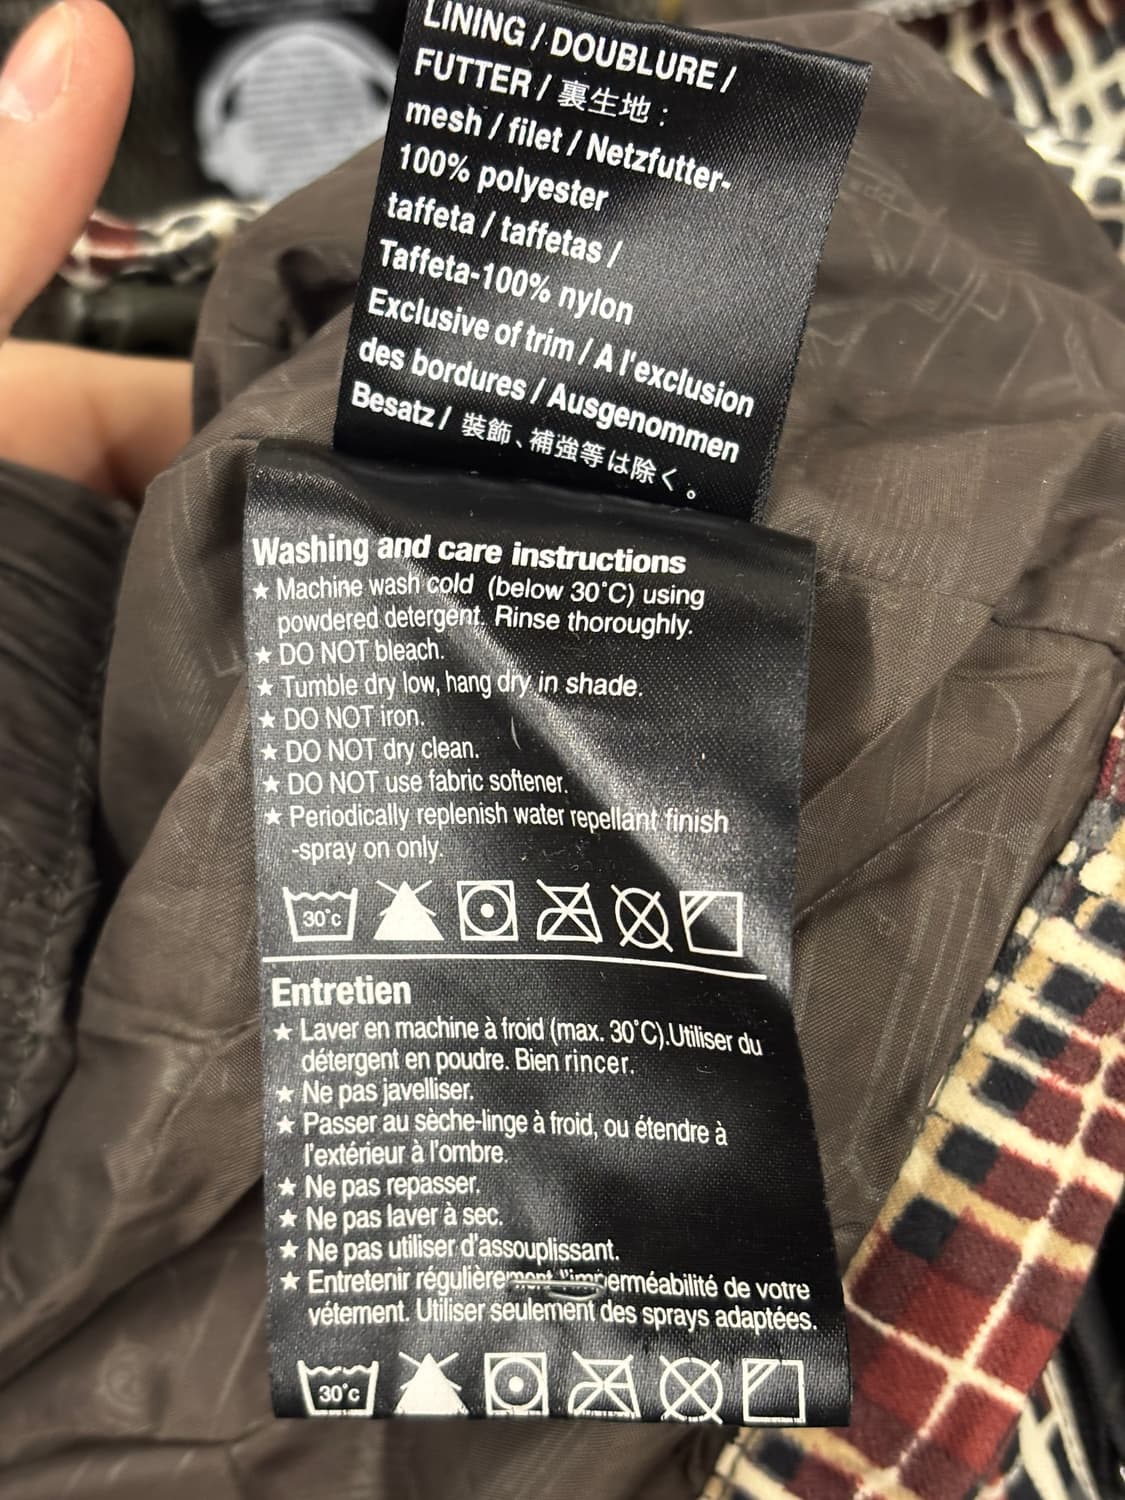 LINING / DOUBLURE /
FUTTER / 裏生地 :
mesh / filet / Netzfutter-
100% polyester
taffeta / taffetas /
Taffeta-100% nylon
Exclusive of trim / A l'exclusion
des bordures / Ausgenommen
Besatz / 装飾、補強等は除く。
Washing and care instructions
★ Machine wash cold (below 30°C) using
powdered detergent. Rinse thoroughly.
★ DO NOT bleach.
★ Tumble dry low, hang dry in shade.
★ DO NOT iron.
★ DO NOT dry clean.
★ DO NOT use fabric softener.
★ Periodically replenish water repellant finish
-spray on only.
30°c
Entretien
★ Laver en machine à froid (max. 30°C).Utiliser du
détergent en poudre. Bien rincer.
★ Ne pas javelliser.
★ Passer au sèche-linge à froid, ou étendre à
l'extérieur à l'ombre.
★ Ne pas repasser.
★ Ne pas laver à sec.
★ Ne pas utiliser d'assouplissant.
★ Entretenir régulièrement l'imperméabilité de votre
vétement. Utiliser seulement des sprays adaptées.
30°c